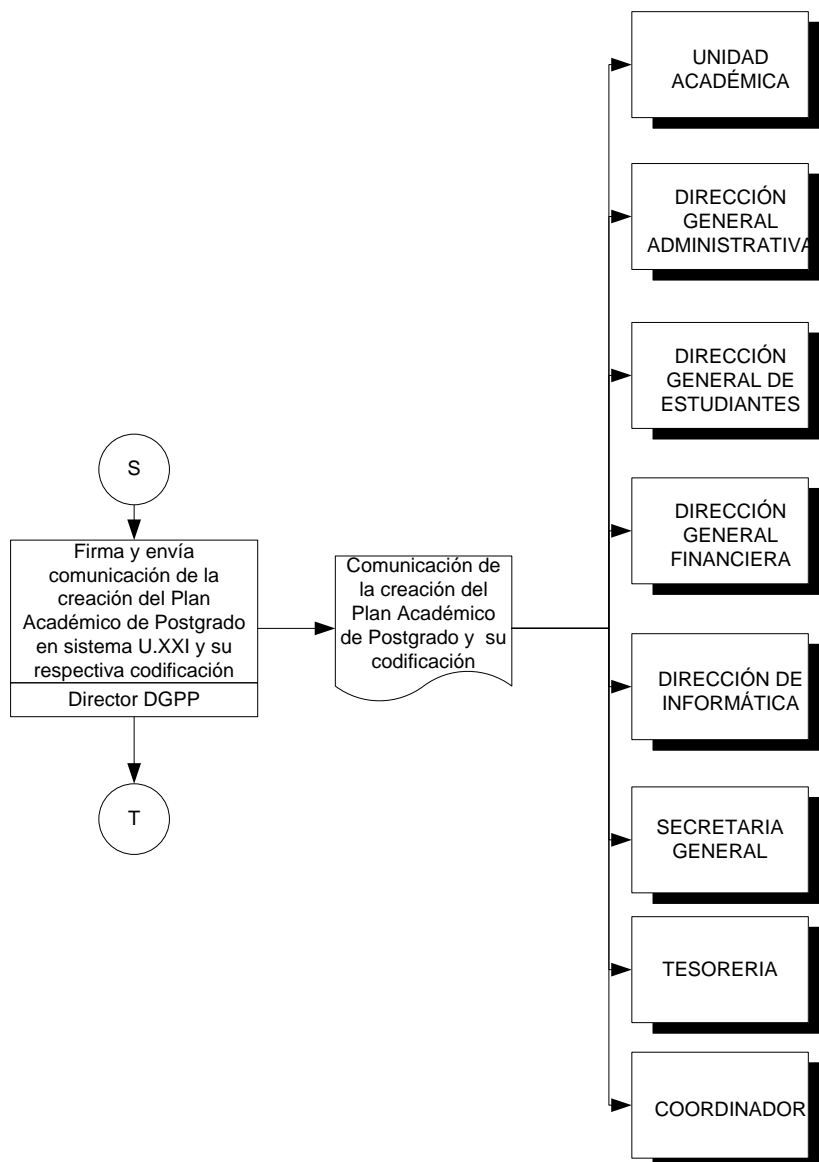 UNIDAD
ACADÉMICA
DIRECCIÓN
GENERAL
ADMINISTRATIVA
DIRECCIÓN
GENERAL DE
ESTUDIANTES
S
Firma y envía
comunicación de la
creación del Plan
Académico de Postgrado
en sistema U.XXI y su
respectiva codificación
Director DGPP
T
Comunicación de
la creación del
Plan Académico
de Postgrado y su
codificación
DIRECCIÓN
GENERAL
FINANCIERA
DIRECCIÓN DE
INFORMÁTICA
SECRETARIA
GENERAL
TESORERIA
COORDINADOR